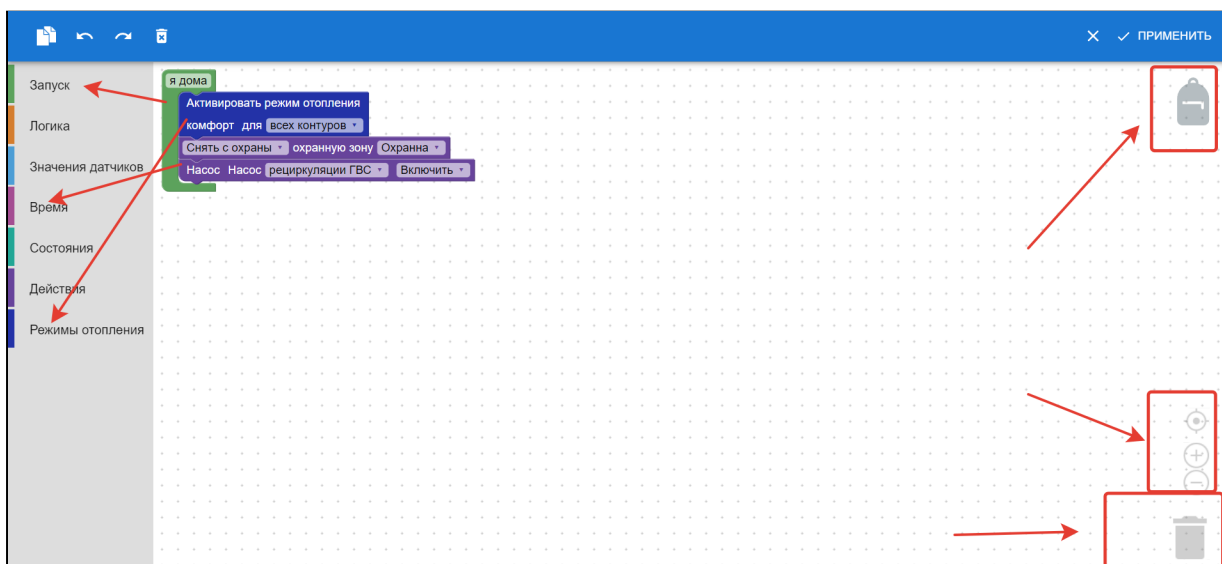 ПРИМЕНИТЬ
Запуск
Логика
Значения датчиков
Время
Состояния
Действия
Режимы отопления
я дома
Активировать режим отопления
комфорт для всех контуров
Снять с охраны охранную зону Охранна
Насос Насос рециркуляции ГВС Включить